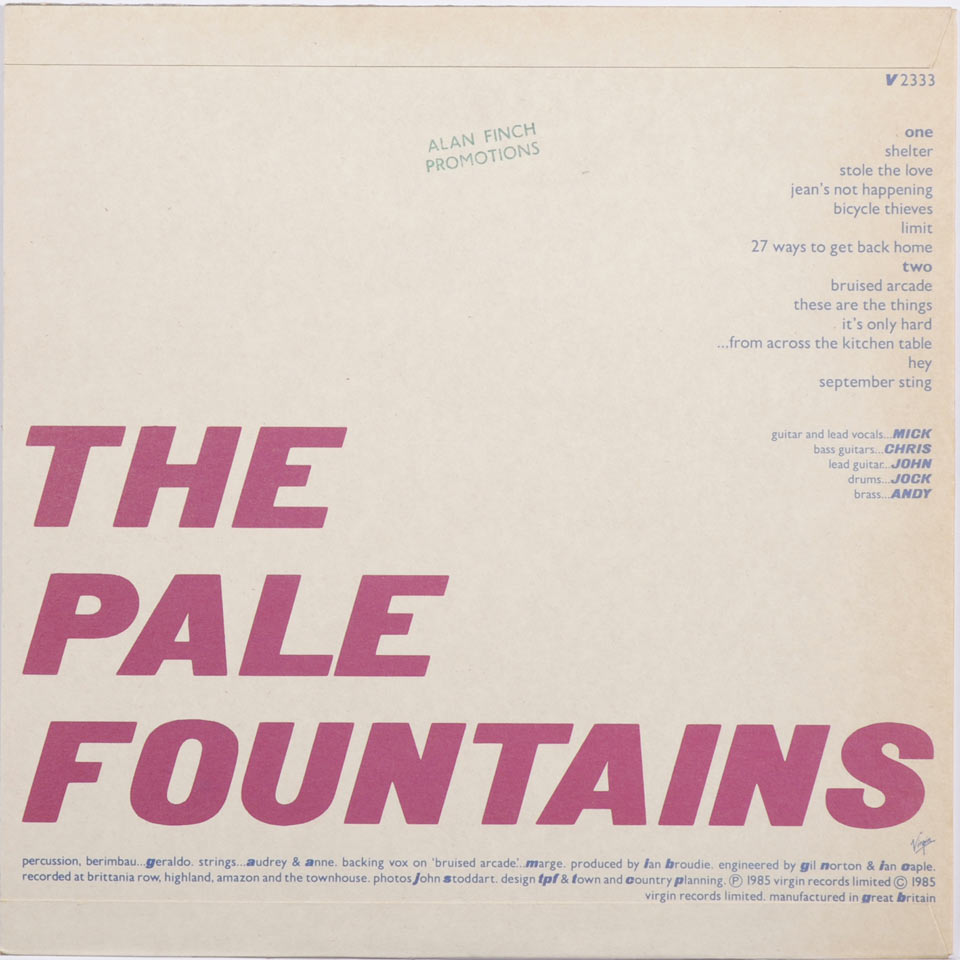 V 2333
ALAN FINCH
PROMOTIONS
one
shelter
stole the love
jean's not happening
bicycle thieves
limit
27 ways to get back home
two
bruised arcade
these are the things
it's only hard
...from across the kitchen table
hey
september sting
guitar and lead vocals...MICK
bass guitars...CHRIS
lead guitar...JOHN
drums...JOCK
brass...ANDY
THE
PALE
FOUNTAINS
Virgin
percussion, berimbau...geraldo. strings...audrey & anne. backing vox on 'bruised arcade'...marge. produced by ian broudie. engineered by gil norton & ian caple.
recorded at brittania row, highland, amazon and the townhouse. photos john stoddart. design tpf & town and country planning. ℗ 1985 virgin records limited © 1985
virgin records limited. manufactured in great britain